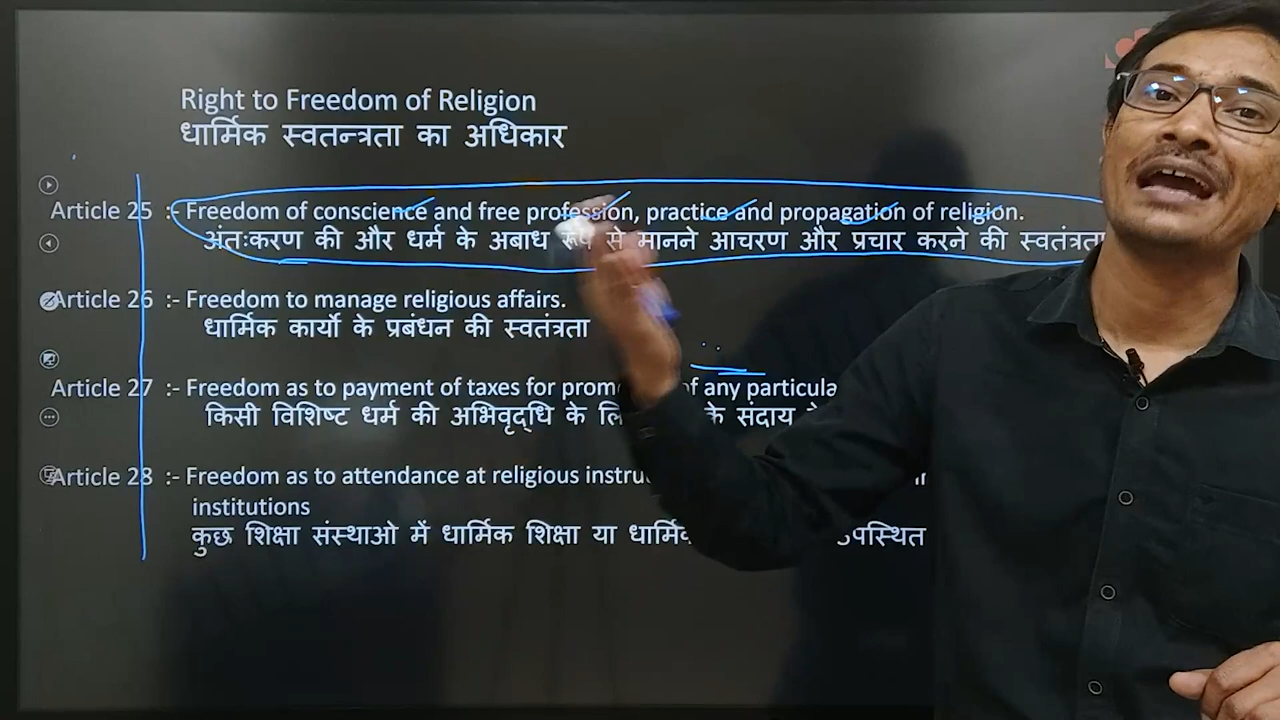 Right to Freedom of Religion
धार्मिक स्वतन्त्रता का अधिकार
Article 25 :- Freedom of conscience and free profession, practice and propagation of religion.
अंतःकरण की और धर्म के अबाध रूप से मानने आचरण और प्रचार करने की स्वतंत्रता
Article 26 :- Freedom to manage religious affairs.
धार्मिक कार्यो के प्रबंधन की स्वतंत्रता
Article 27 :- Freedom as to payment of taxes for of any
किसी विशिष्ट धर्म की अभिवृद्धि के के संदाय
Article 28 :- Freedom as to attendance at religious
institutions
कुछ शिक्षा संस्थाओ में धार्मिक शिक्षा या